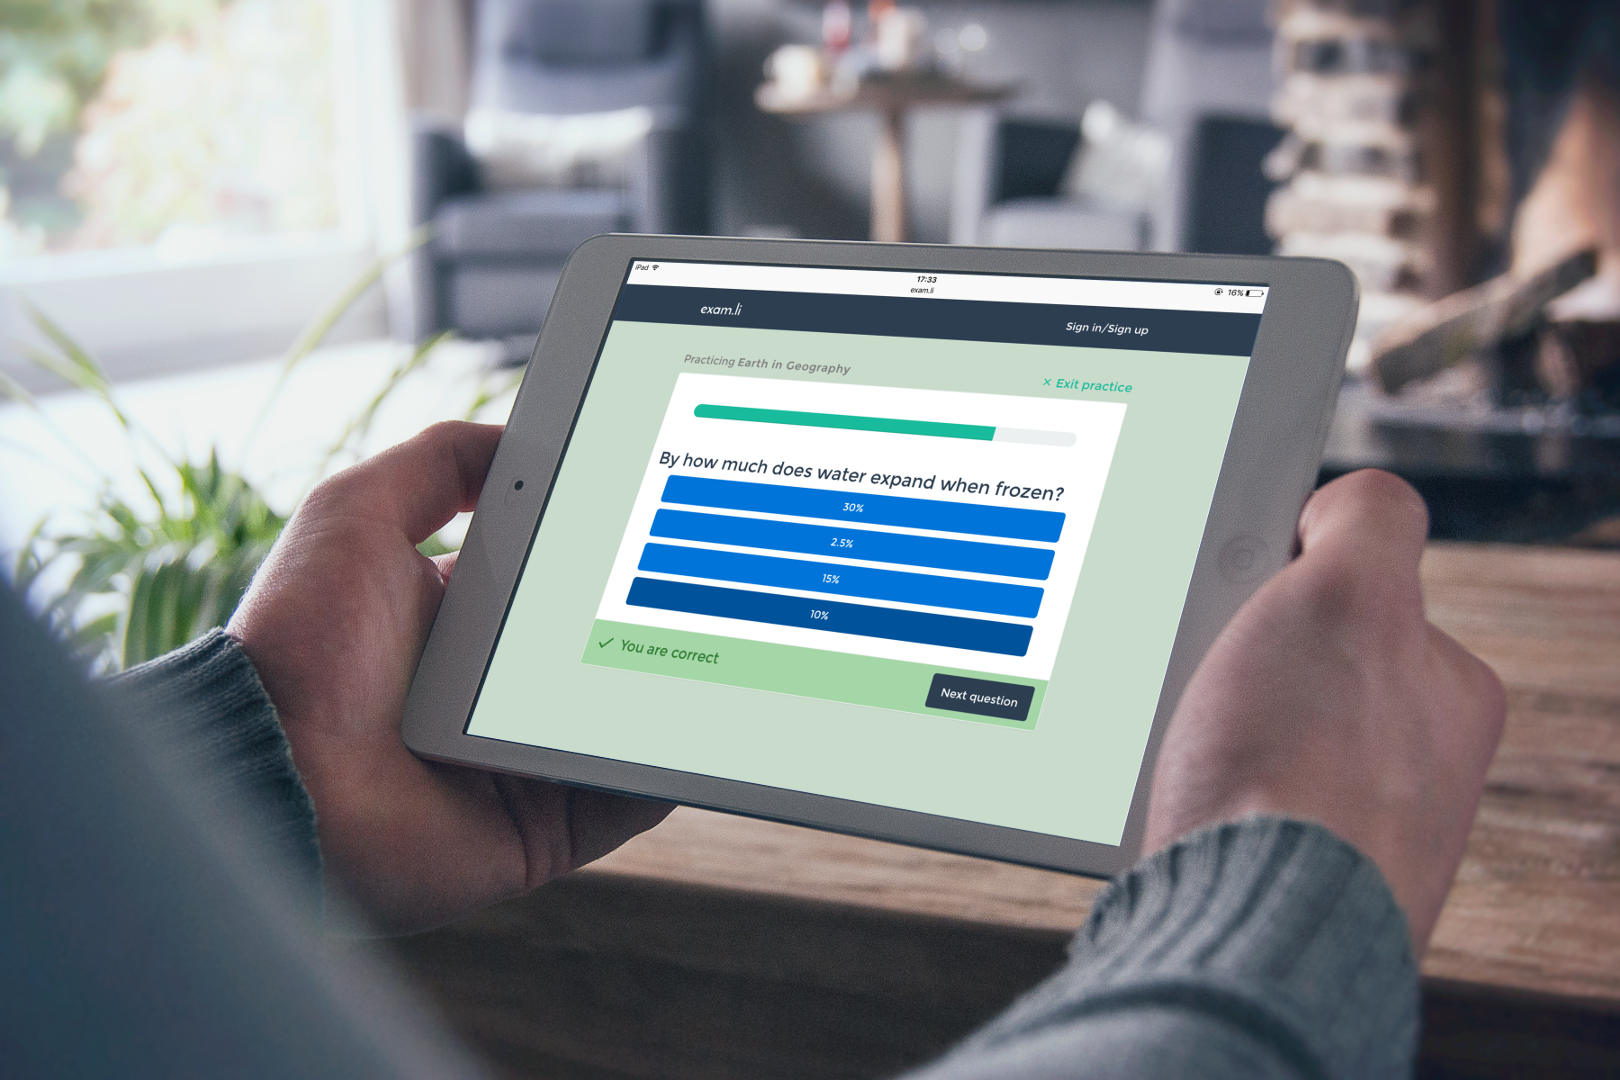 iPad
17:33
exam.li
16%
exam.li
Sign in/Sign up
Practicing Earth in Geography
× Exit practice
By how much does water expand when frozen?
30%
2.5%
15%
10%
✓ You are correct
Next question